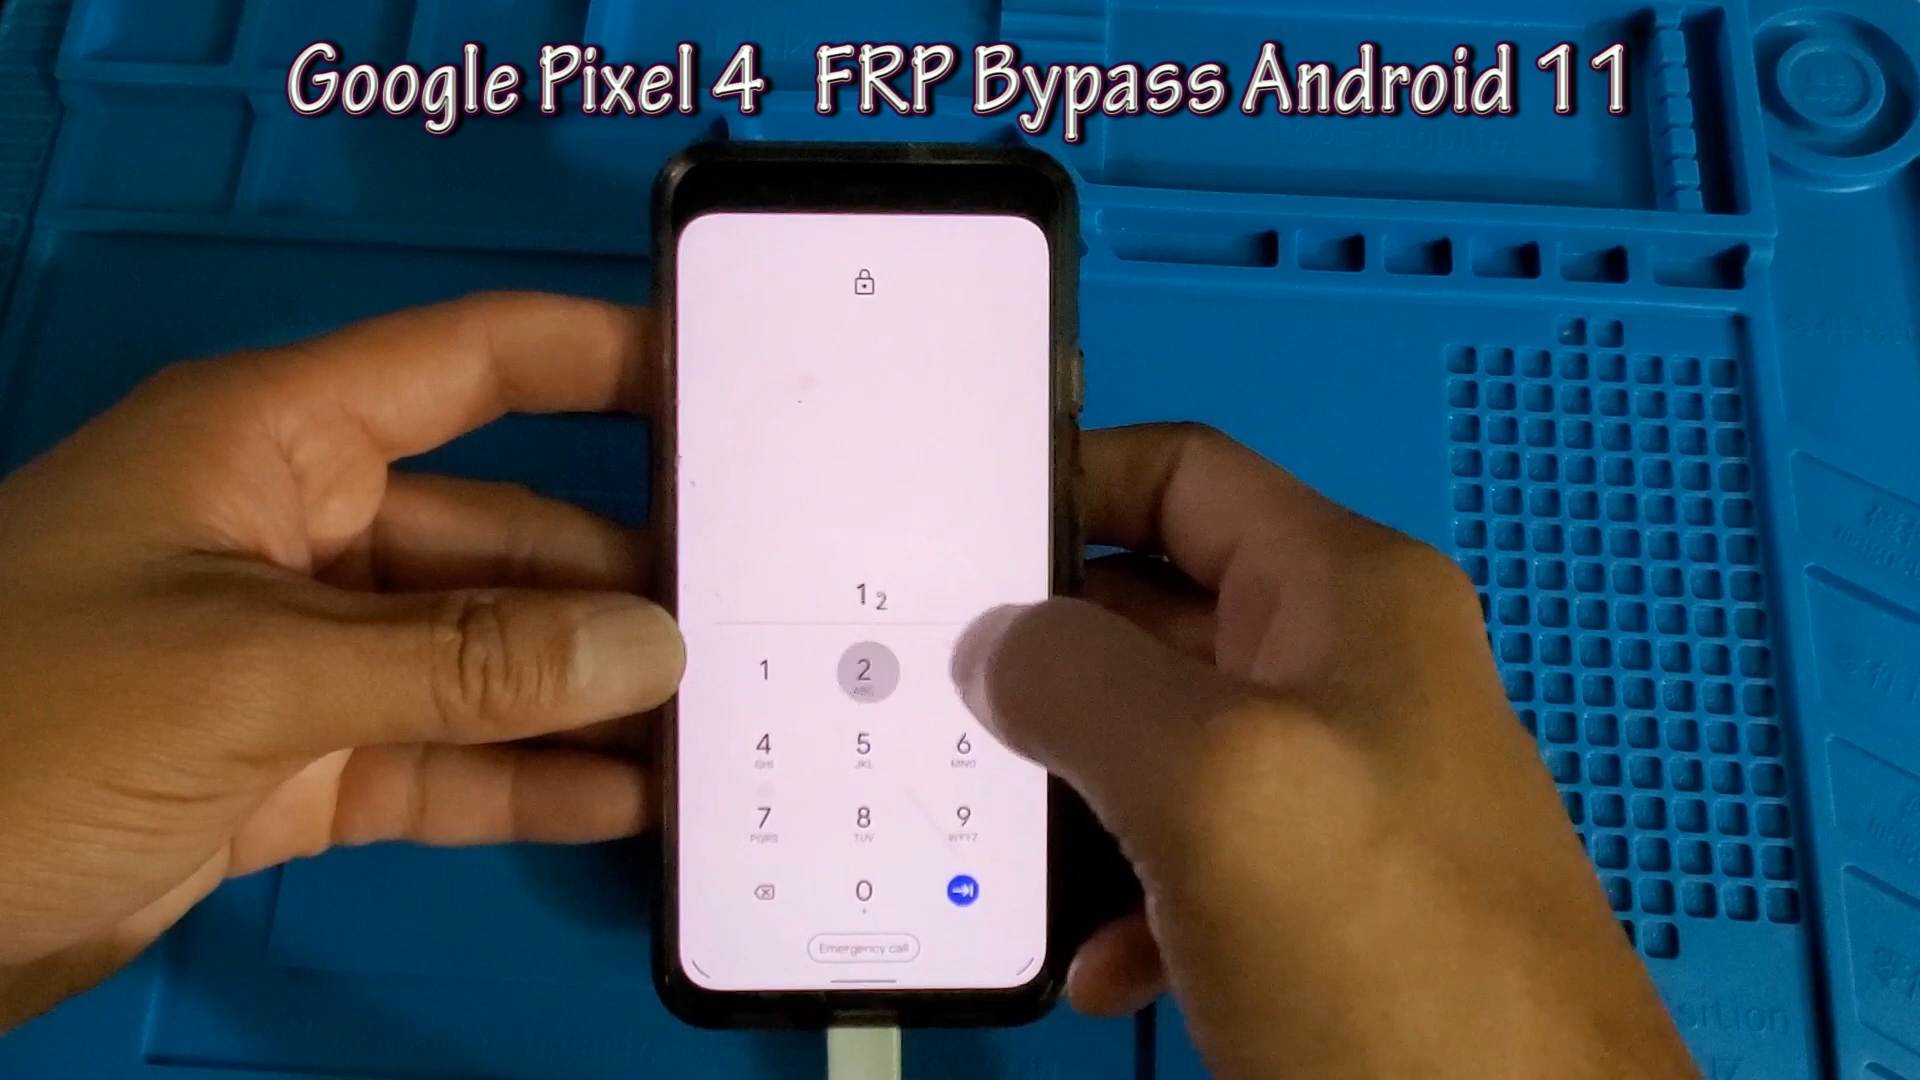 Google Pixel 4 FRP Bypass Android 11
12
1 2
ABC
4 5 6
GHI JKL MNO
7 8 9
PQRS TUV WXYZ
0
+
Emergency call